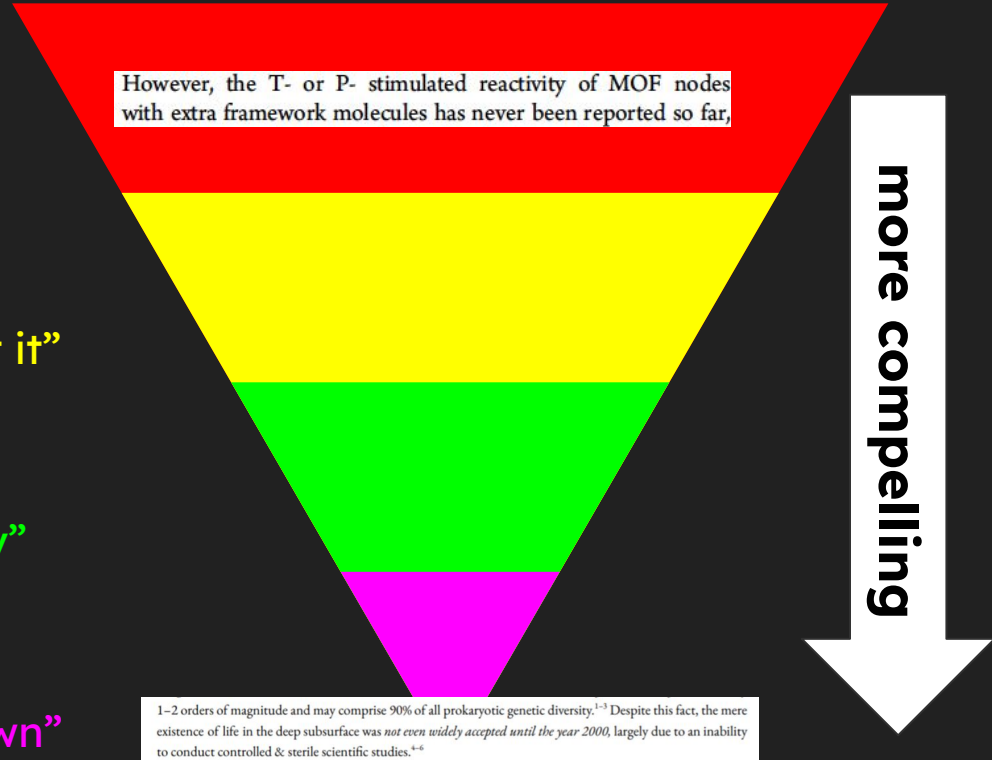 However, the T- or P- stimulated reactivity of MOF nodes
with extra framework molecules has never been reported so far,
more compelling
it”
y”
wn”
1–2 orders of magnitude and may comprise 90% of all prokaryotic genetic diversity.1–3 Despite this fact, the mere
existence of life in the deep subsurface was not even widely accepted until the year 2000, largely due to an inability
to conduct controlled & sterile scientific studies.4–6